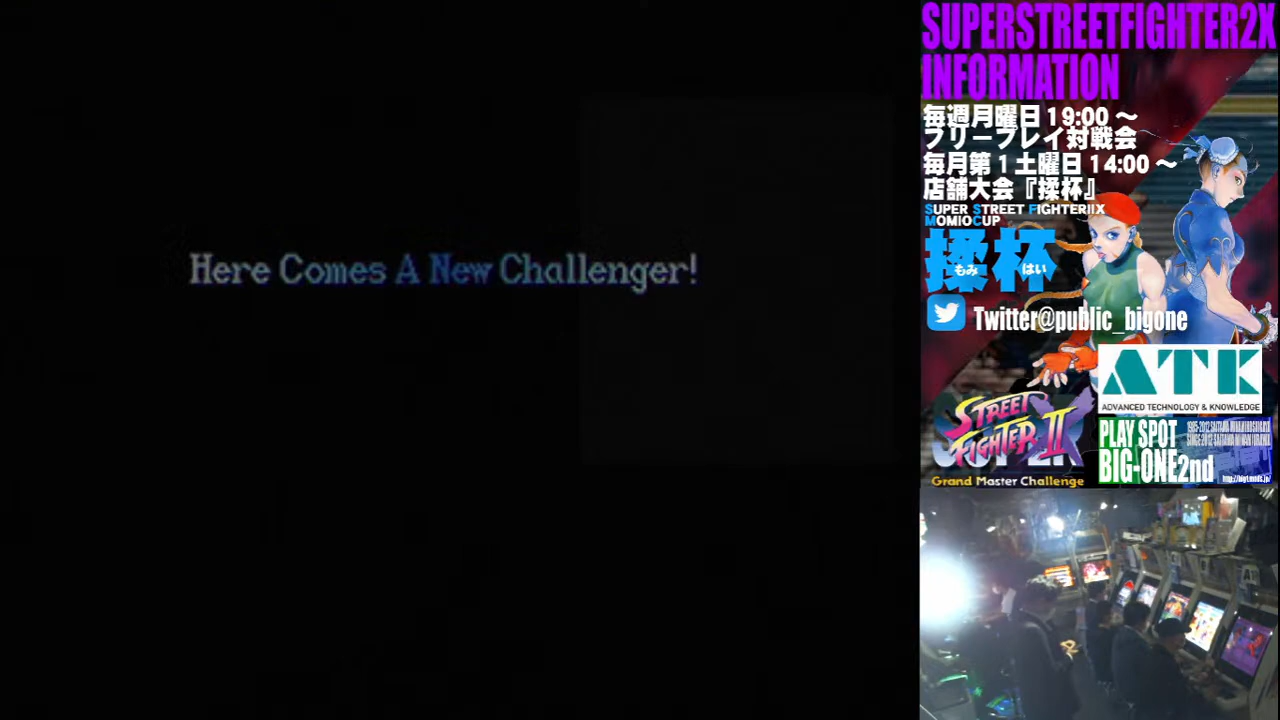 Here Comes A New Challenger!
SUPERSTREETFIGHTER2X
INFORMATION
毎週月曜日19:00～
フリープレイ対戦会
毎月第1土曜日14:00～
店舗大会『揉杯』
SUPER STREET FIGHTERIIX
MOMIOCUP
揉杯
もみ はい
Twitter@public_bigone
ATK
ADVANCED TECHNOLOGY & KNOWLEDGE
STREET
FIGHTER II
SUPER X
Grand Master Challenge
PLAY SPOT
BIG-ONE2nd